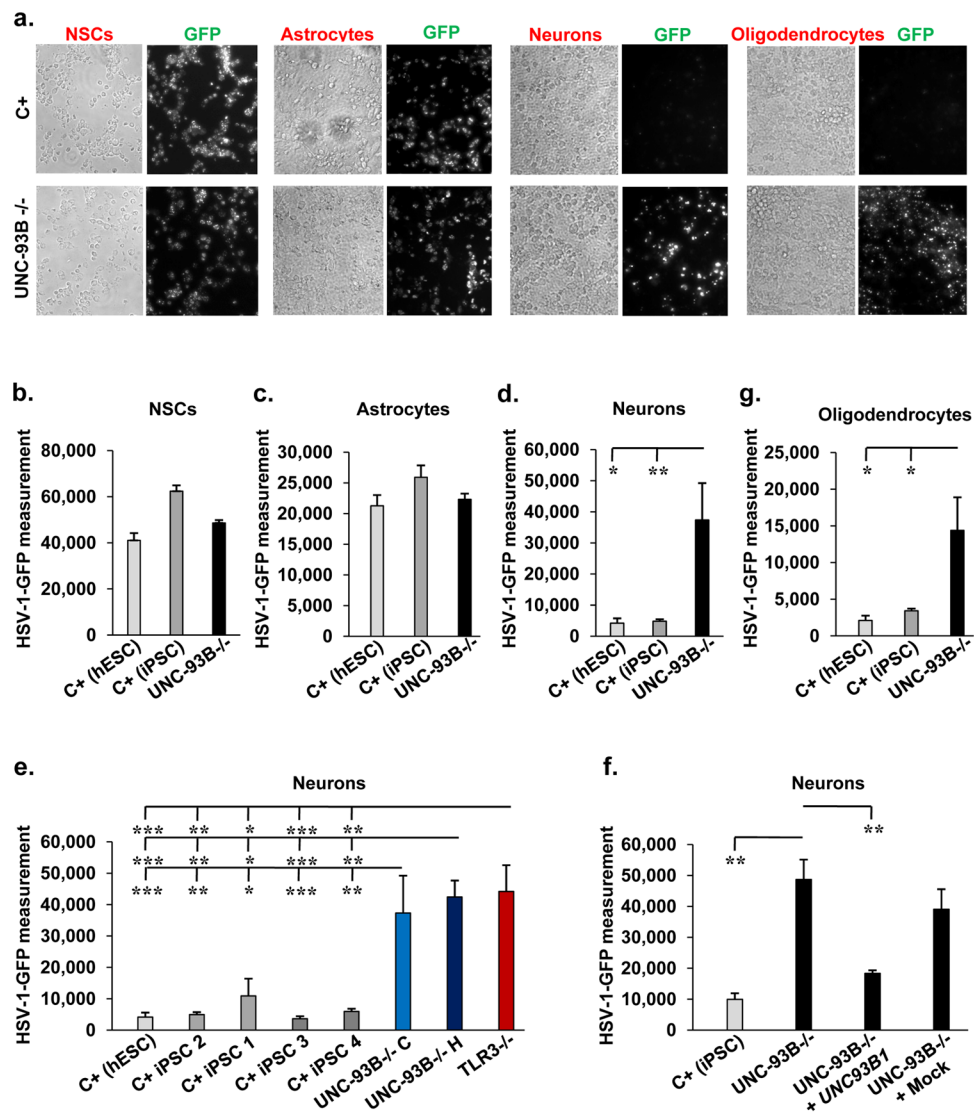 a.
NSCs GFP Astrocytes GFP Neurons GFP Oligodendrocytes GFP
C+
UNC-93B -/-
b.
NSCs
HSV-1-GFP measurement
80,000
60,000
40,000
20,000
0
C+ (hESC)
C+ (iPSC)
UNC-93B-/-
c.
Astrocytes
HSV-1-GFP measurement
30,000
25,000
20,000
15,000
10,000
5,000
0
C+ (hESC)
C+ (iPSC)
UNC-93B-/-
d.
Neurons
HSV-1-GFP measurement
60,000
50,000
40,000
30,000
20,000
10,000
0
* **
C+ (hESC)
C+ (iPSC)
UNC-93B-/-
g.
Oligodendrocytes
HSV-1-GFP measurement
25,000
20,000
15,000
10,000
5,000
0
* *
C+ (hESC)
C+ (iPSC)
UNC-93B-/-
e.
Neurons
HSV-1-GFP measurement
60,000
50,000
40,000
30,000
20,000
10,000
0
*** ** * *** **
*** ** * *** **
*** ** * *** **
C+ (hESC)
C+ iPSC 2
C+ iPSC 1
C+ iPSC 3
C+ iPSC 4
UNC-93B-/- C
UNC-93B-/- H
TLR3-/-
f.
Neurons
HSV-1-GFP measurement
60,000
50,000
40,000
30,000
20,000
10,000
0
**
**
C+ (iPSC)
UNC-93B-/-
UNC-93B-/-
+ UNC93B1
UNC-93B-/-
+ Mock